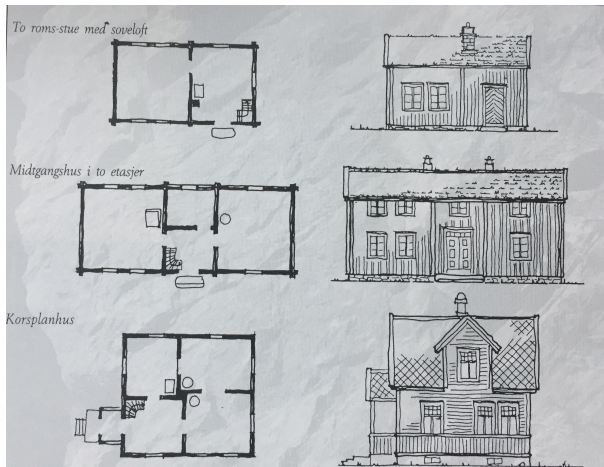 To roms-stue med soveloft
Midtgangshus i to etasjer
Korsplanhus